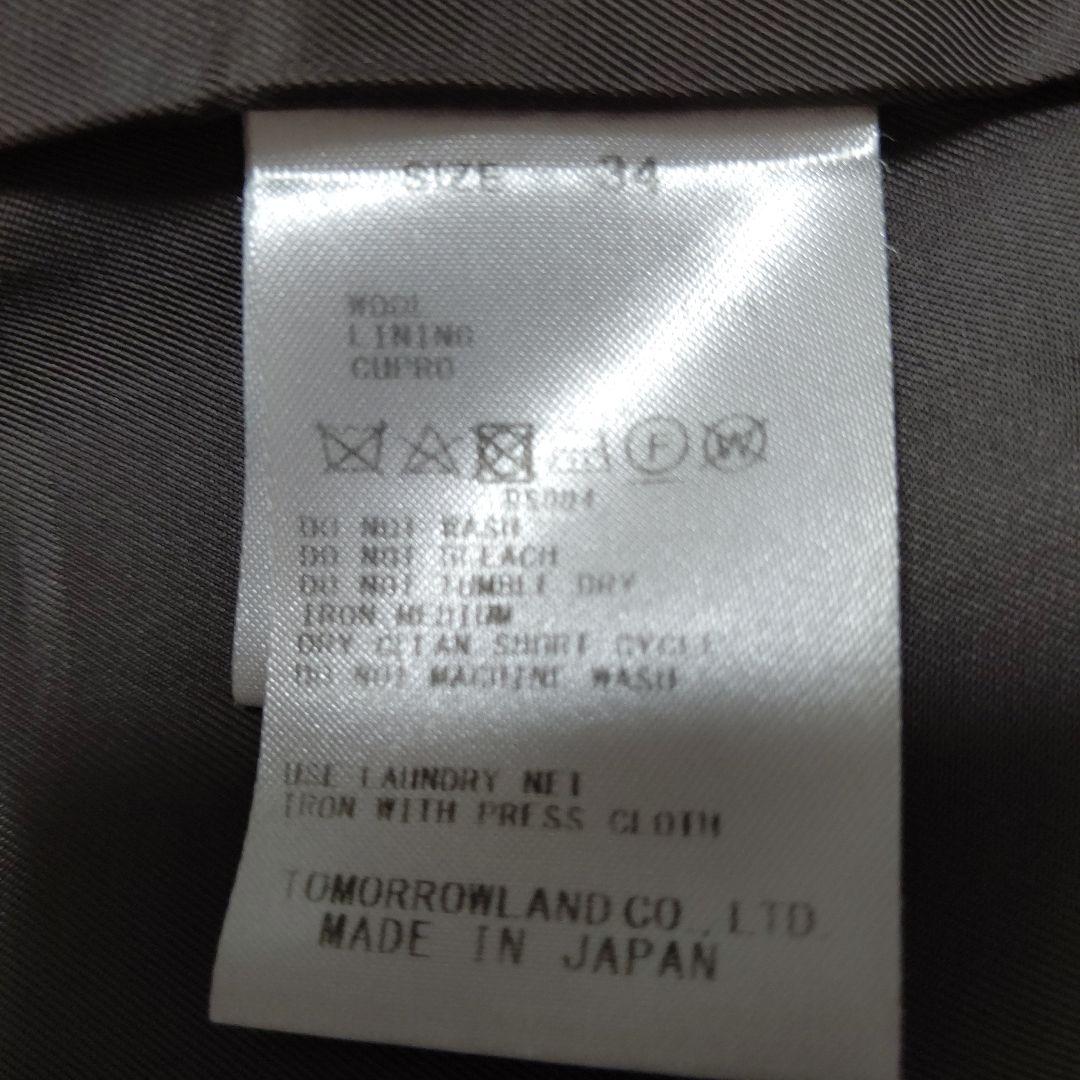 SIZE 34
WOOL
LINING
CUPRO
F W
DO NOT WASH
DO NOT BLEACH
DO NOT TUMBLE DRY
IRON MEDIUM
DRY CLEAN SHORT CYCLE
DO NOT MACHINE WASH
USE LAUNDRY NET
IRON WITH PRESS CLOTH
TOMORROWLAND CO., LTD.
MADE IN JAPAN